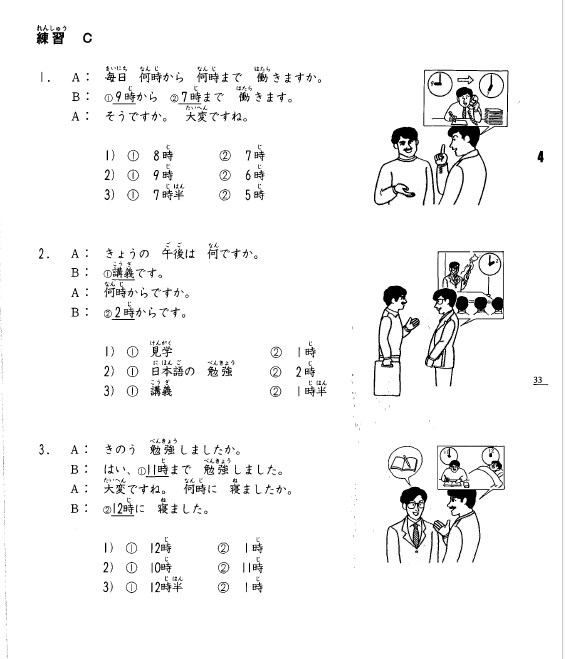 練習 C
1. A: 毎日 何時から 何時まで 働きますか。
B: ①9時から ②7時まで 働きます。
A: そうですか。 大変ですね。
1) ① 8時 ② 7時
2) ① 9時 ② 6時
3) ① 7時半 ② 5時
4
2. A: きょうの 午後は 何ですか。
B: ①講義です。
A: 何時からですか。
B: ②2時からです。
1) ① 見学 ② 1時
2) ① 日本語の 勉強 ② 2時
3) ① 講義 ② 1時半
33
3. A: きのう 勉強しましたか。
B: はい、①11時まで 勉強しました。
A: 大変ですね。 何時に 寝ましたか。
B: ②12時に 寝ました。
1) ① 12時 ② 1時
2) ① 10時 ② 11時
3) ① 12時半 ② 1時